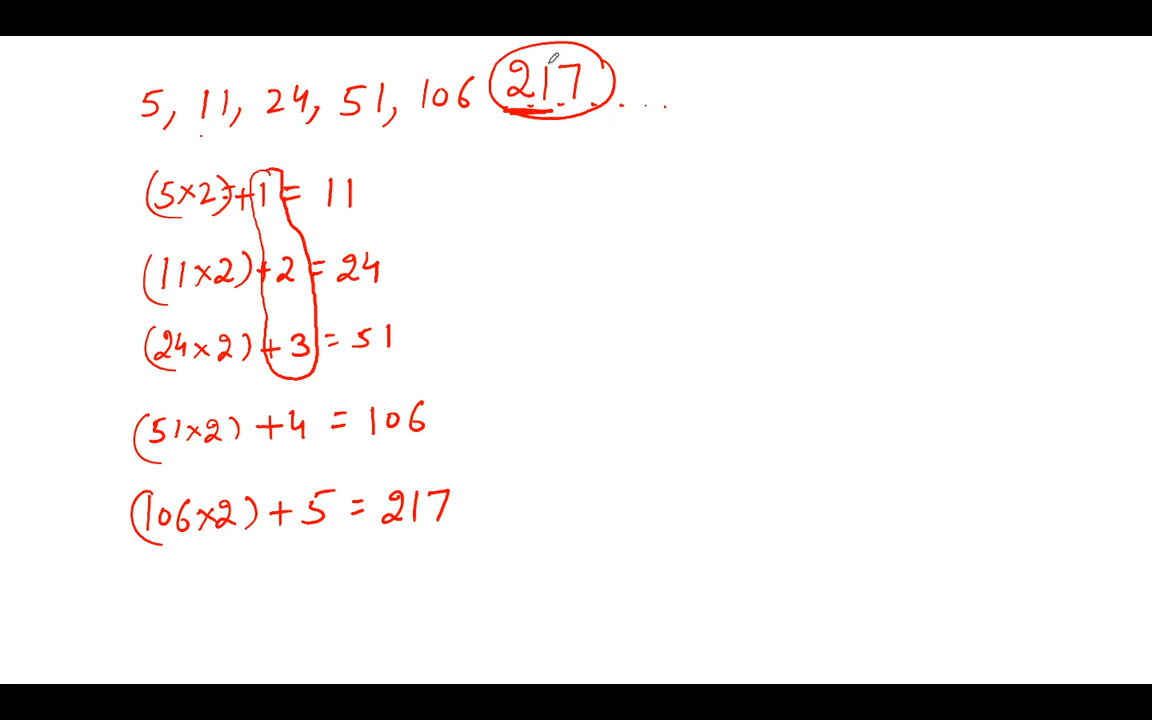 5, 11, 24, 51, 106 217 . . .
(5×2)+1 = 11
(11×2)+2 = 24
(24×2)+3 = 51
(51×2)+4 = 106
(106×2)+5 = 217